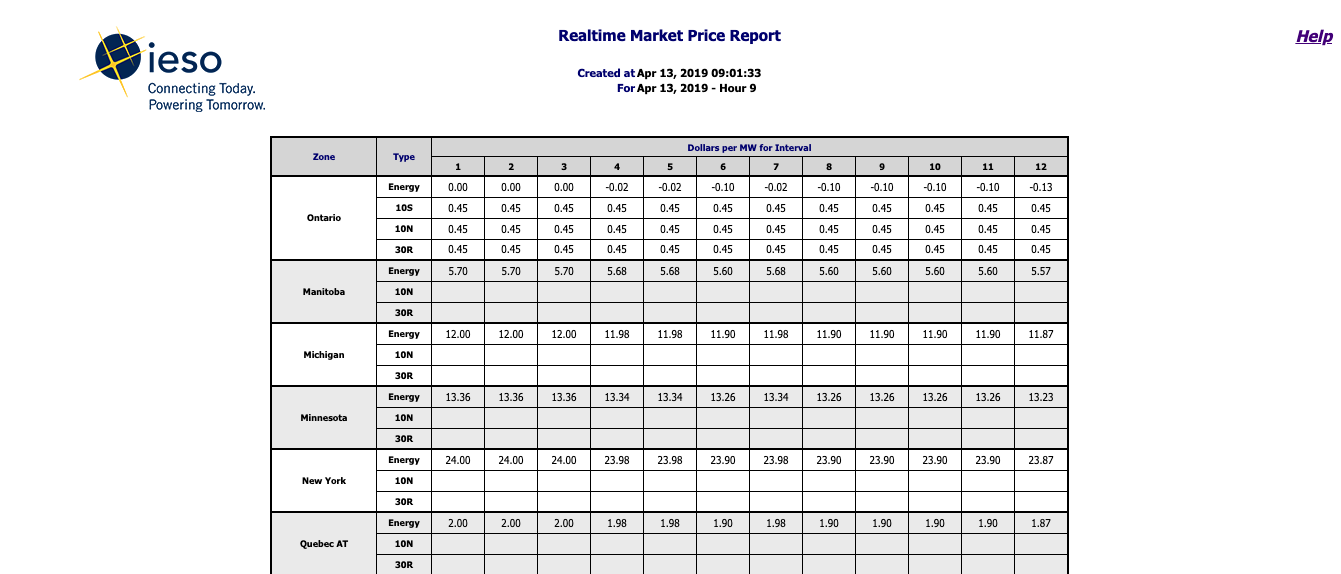 Realtime Market Price Report
Help
ieso
Connecting Today.
Powering Tomorrow.
Created at Apr 13, 2019 09:01:33
For Apr 13, 2019 - Hour 9
Zone Type Dollars per MW for Interval
1 2 3 4 5 6 7 8 9 10 11 12
Ontario
Energy 0.00 0.00 0.00 -0.02 -0.02 -0.10 -0.02 -0.10 -0.10 -0.10 -0.10 -0.13
10S 0.45 0.45 0.45 0.45 0.45 0.45 0.45 0.45 0.45 0.45 0.45 0.45
10N 0.45 0.45 0.45 0.45 0.45 0.45 0.45 0.45 0.45 0.45 0.45 0.45
30R 0.45 0.45 0.45 0.45 0.45 0.45 0.45 0.45 0.45 0.45 0.45 0.45
Manitoba
Energy 5.70 5.70 5.70 5.68 5.68 5.60 5.68 5.60 5.60 5.60 5.60 5.57
10N
30R
Michigan
Energy 12.00 12.00 12.00 11.98 11.98 11.90 11.98 11.90 11.90 11.90 11.90 11.87
10N
30R
Minnesota
Energy 13.36 13.36 13.36 13.34 13.34 13.26 13.34 13.26 13.26 13.26 13.26 13.23
10N
30R
New York
Energy 24.00 24.00 24.00 23.98 23.98 23.90 23.98 23.90 23.90 23.90 23.90 23.87
10N
30R
Quebec AT
Energy 2.00 2.00 2.00 1.98 1.98 1.90 1.98 1.90 1.90 1.90 1.90 1.87
10N
30R